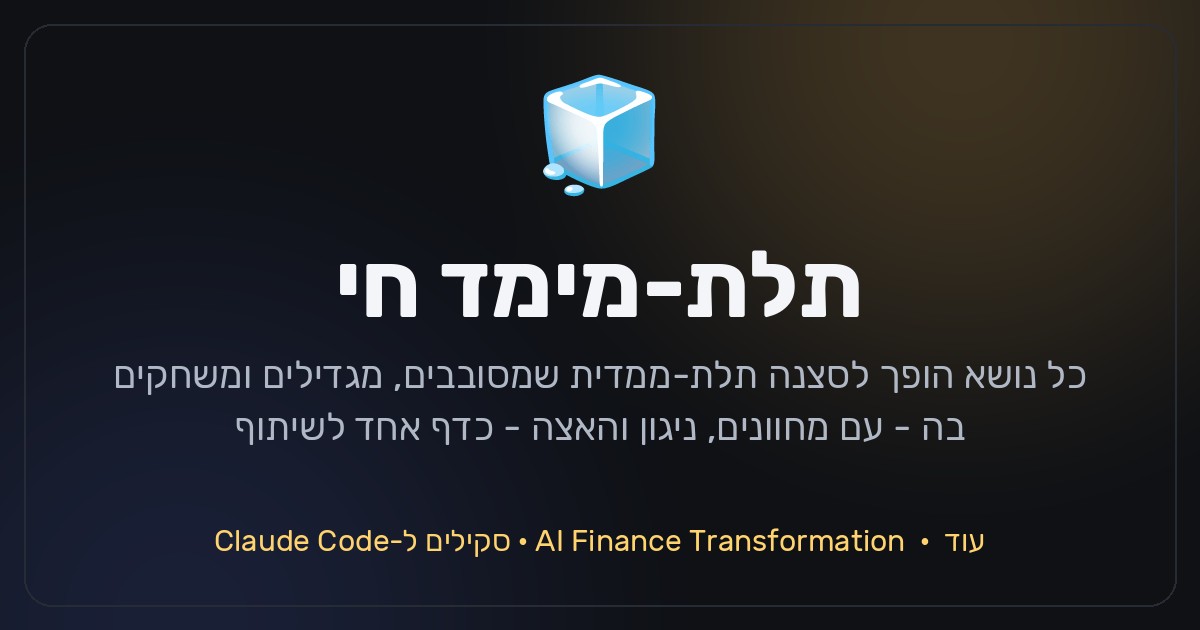 תלת-מימד חי
כל נושא הופך לסצנה תלת-ממדית שמסובבים, מגדילים ומשחקים
בה - עם מחוונים, ניגון והאצה - כדף אחד לשיתוף
עוד • AI Finance Transformation • סקילים ל-Claude Code